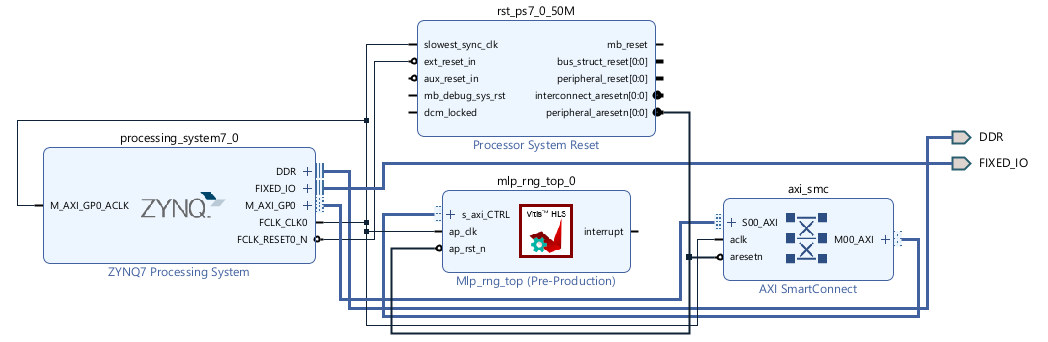 rst_ps7_0_50M
slowest_sync_clk
mb_reset
ext_reset_in
bus_struct_reset[0:0]
aux_reset_in
peripheral_reset[0:0]
mb_debug_sys_rst
interconnect_aresetn[0:0]
dcm_locked
peripheral_aresetn[0:0]
Processor System Reset
processing_system7_0
DDR
FIXED_IO
M_AXI_GP0
M_AXI_GP0_ACLK
ZYNQ
FCLK_CLK0
FCLK_RESET0_N
ZYNQ7 Processing System
mlp_rng_top_0
s_axi_CTRL
Vitis™ HLS
ap_clk
interrupt
ap_rst_n
Mlp_rng_top (Pre-Production)
axi_smc
S00_AXI
aclk
M00_AXI
aresetn
AXI SmartConnect
DDR
FIXED_IO